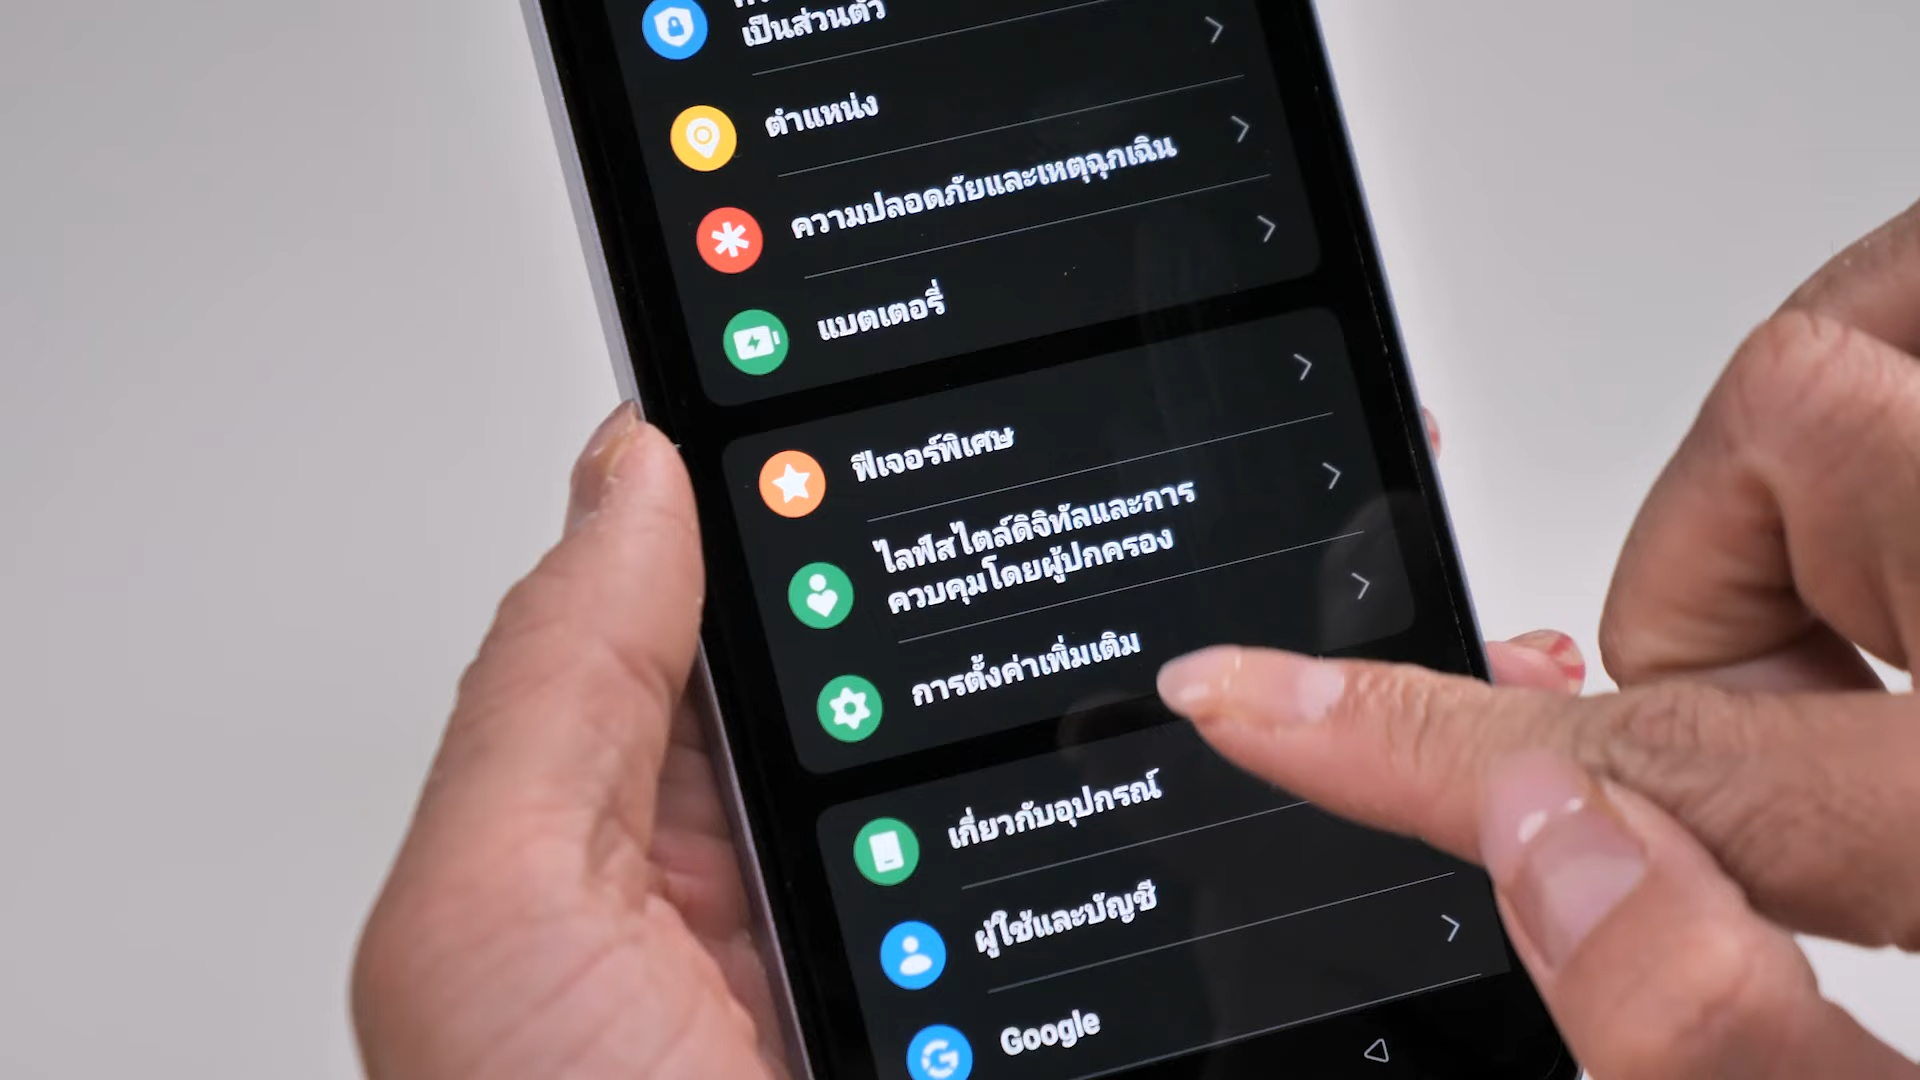 เป็นส่วนตัว
ตำแหน่ง
ความปลอดภัยและเหตุฉุกเฉิน
แบตเตอรี่
ฟีเจอร์พิเศษ
ไลฟ์สไตล์ดิจิทัลและการ
ควบคุมโดยผู้ปกครอง
การตั้งค่าเพิ่มเติม
เกี่ยวกับอุปกรณ์
ผู้ใช้และบัญชี
Google